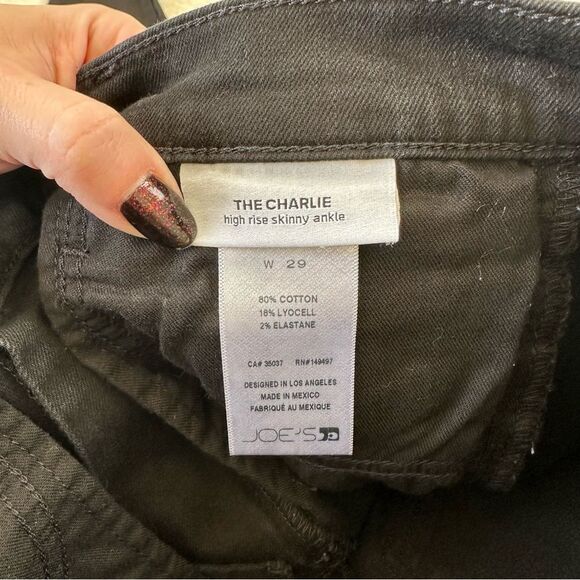 THE CHARLIE
high rise skinny ankle
W 29
80% COTTON
18% LYOCELL
2% ELASTANE
CA# 35037 RN#149497
DESIGNED IN LOS ANGELES
MADE IN MEXICO
FABRIQUÉ AU MEXIQUE
JOE'S